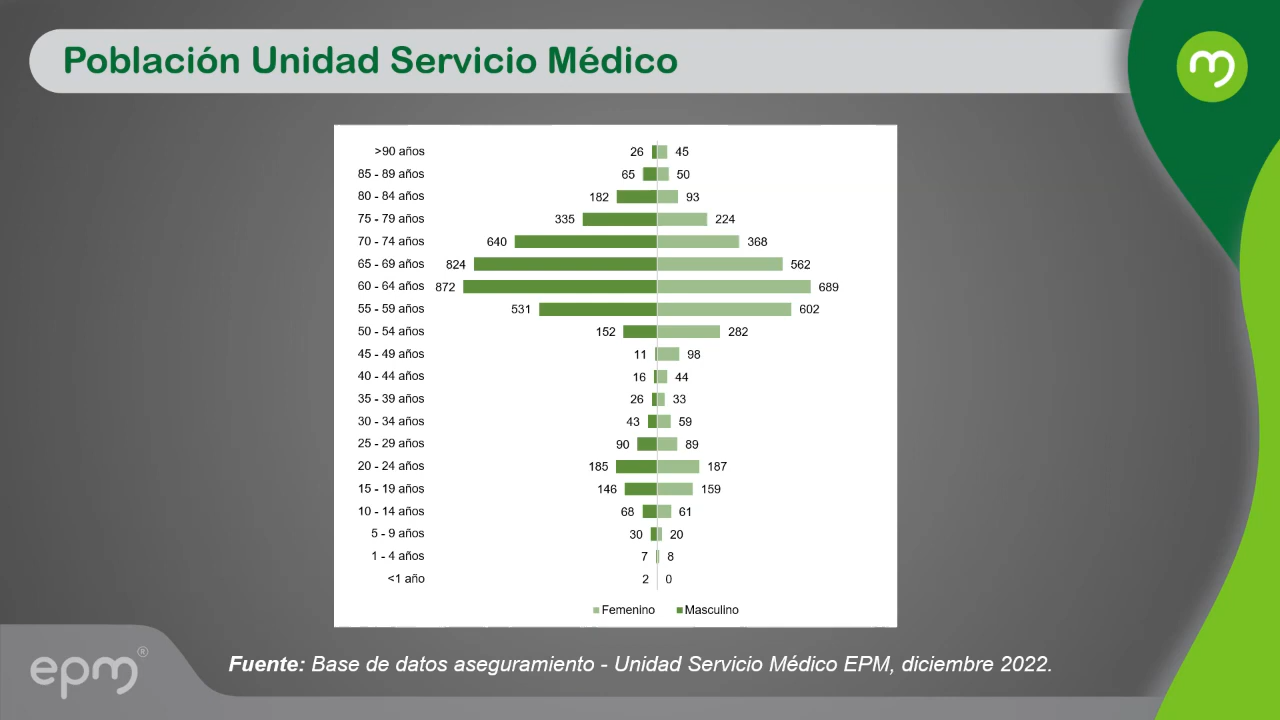 Población Unidad Servicio Médico
>90 años 26 45
85 - 89 años 65 50
80 - 84 años 182 93
75 - 79 años 335 224
70 - 74 años 640 368
65 - 69 años 824 562
60 - 64 años 872 689
55 - 59 años 531 602
50 - 54 años 152 282
45 - 49 años 11 98
40 - 44 años 16 44
35 - 39 años 26 33
30 - 34 años 43 59
25 - 29 años 90 89
20 - 24 años 185 187
15 - 19 años 146 159
10 - 14 años 68 61
5 - 9 años 30 20
1 - 4 años 7 8
<1 año 2 0
Femenino Masculino
epm®
Fuente: Base de datos aseguramiento - Unidad Servicio Médico EPM, diciembre 2022.